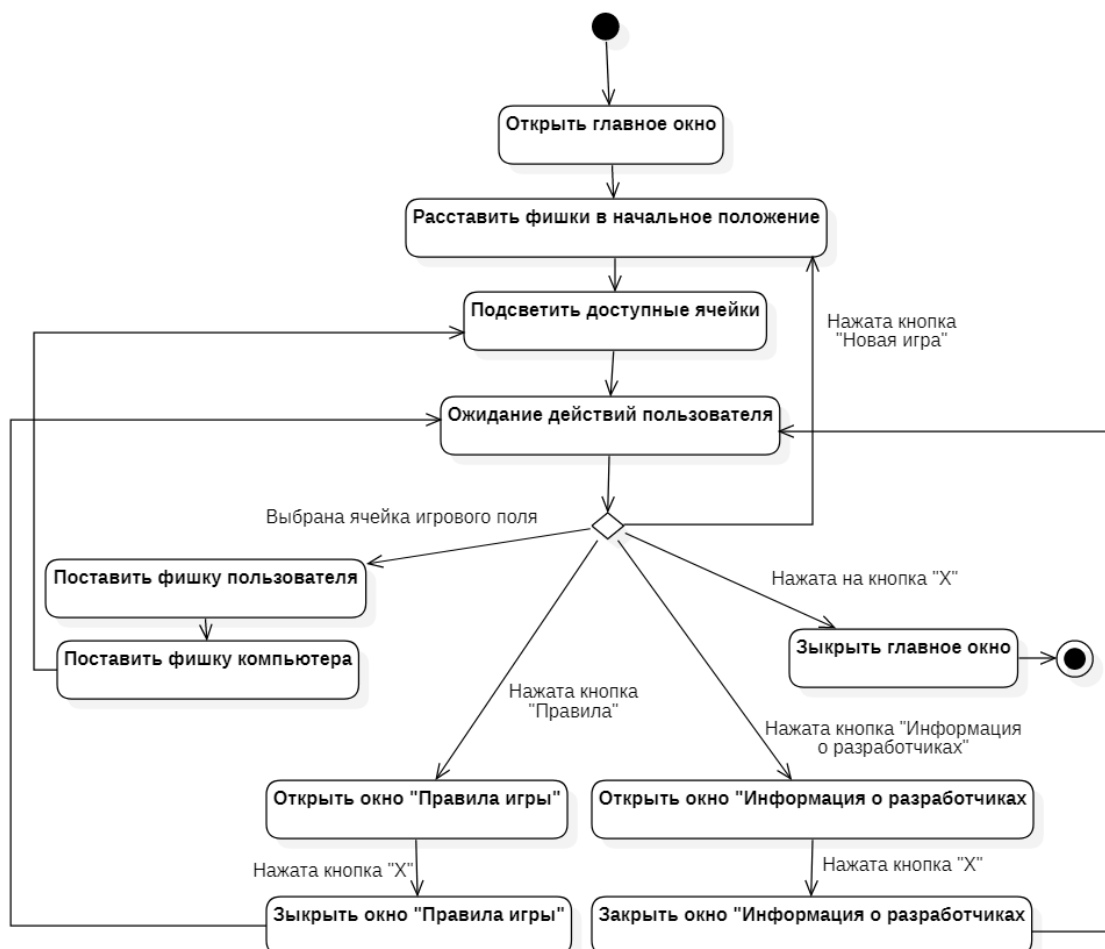 Открыть главное окно
Расставить фишки в начальное положение
Подсветить доступные ячейки
Нажата кнопка
"Новая игра"
Ожидание действий пользователя
Выбрана ячейка игрового поля
Поставить фишку пользователя
Нажата на кнопка "X"
Зыкрыть главное окно
Поставить фишку компьютера
Нажата кнопка
"Правила"
Нажата кнопка "Информация
о разработчиках"
Открыть окно "Правила игры"
Открыть окно "Информация о разработчиках
Нажата кнопка "X"
Нажата кнопка "X"
Зыкрыть окно "Правила игры"
Закрыть окно "Информация о разработчиках